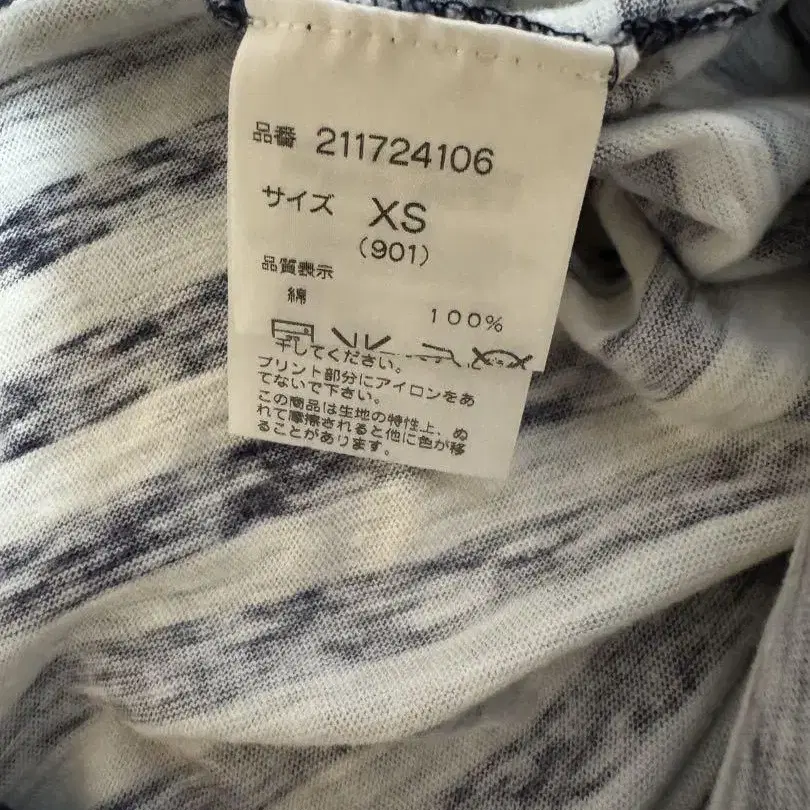 品番 211724106
サイズ XS
(901)
品質表示
綿
100%
干してください。
プリント部分にアイロンをあ
てないで下さい。
この商品は生地の特性上、ぬ
れて摩擦されると他に色が移
ることがあります。